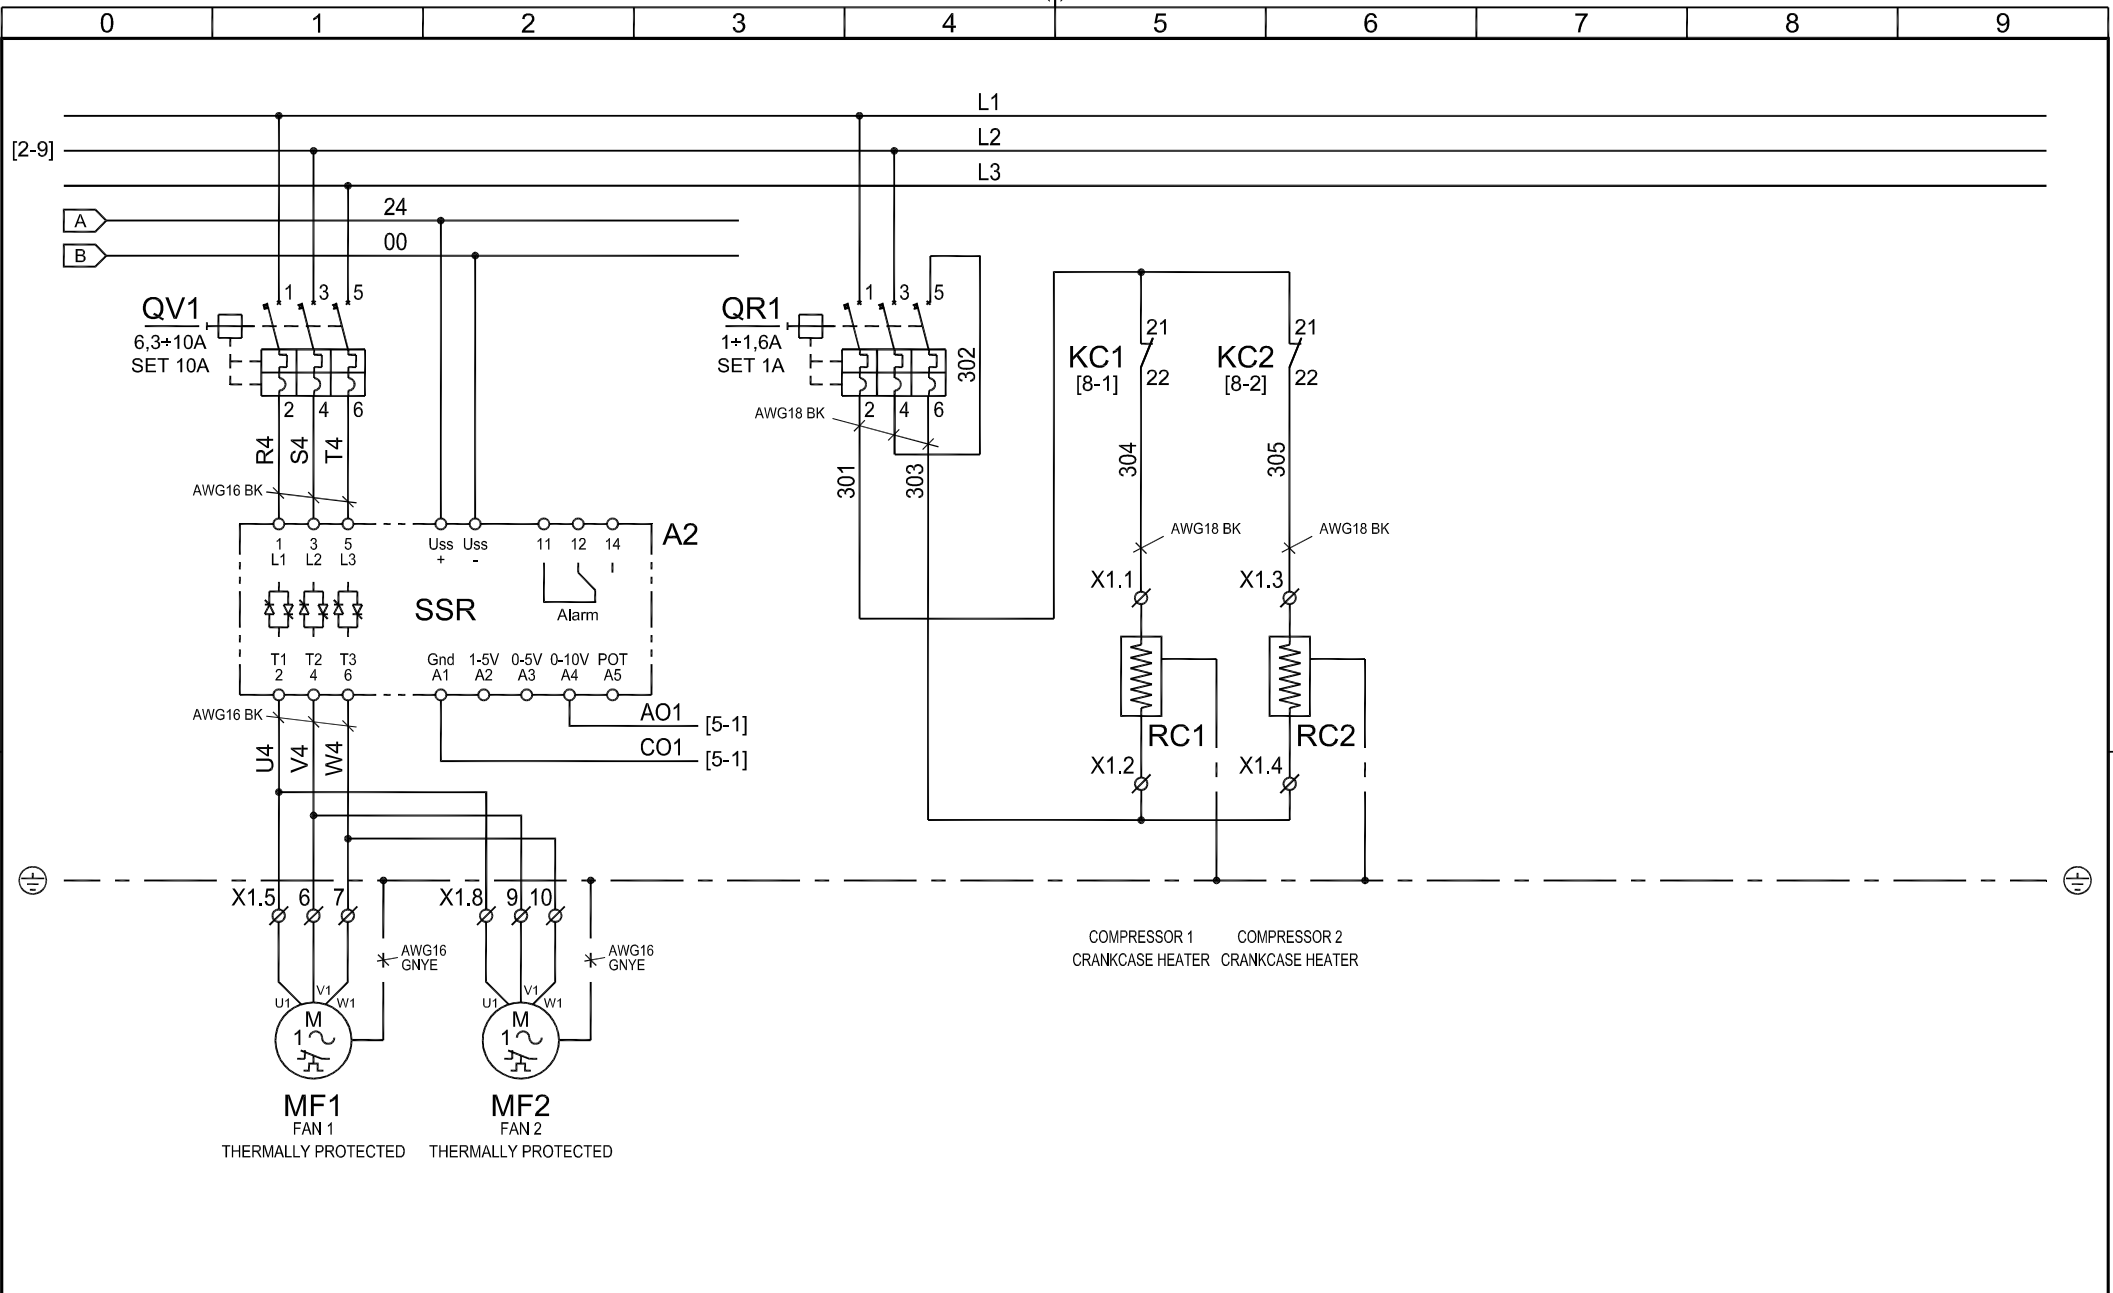 0 1 2 3 4 5 6 7 8 9
L1
[2-9] L2
L3
A 24
B 00
QV1
6,3÷10A
SET 10A
1 3 5
2 4 6
R4 S4 T4
AWG16 BK
QR1
1÷1,6A
SET 1A
1 3 5
302
AWG18 BK
2 4 6
301 303
KC1
[8-1]
21
22
KC2
[8-2]
21
22
304 305
AWG18 BK
AWG18 BK
A2
1 3 5 Uss Uss 11 12 14
L1 L2 L3 + -
SSR
Alarm
T1 T2 T3 Gnd 1-5V 0-5V 0-10V POT
2 4 6 A1 A2 A3 A4 A5
AO1 [5-1]
CO1 [5-1]
AWG16 BK
U4 V4 W4
X1.1 X1.3
RC1 RC2
X1.2 X1.4
X1.5 6 7 X1.8 9 10
AWG16
GNYE
AWG16
GNYE
U1 V1 W1
M
1
U1 V1 W1
M
1
MF1
FAN 1
THERMALLY PROTECTED
MF2
FAN 2
THERMALLY PROTECTED
COMPRESSOR 1
CRANKCASE HEATER
COMPRESSOR 2
CRANKCASE HEATER